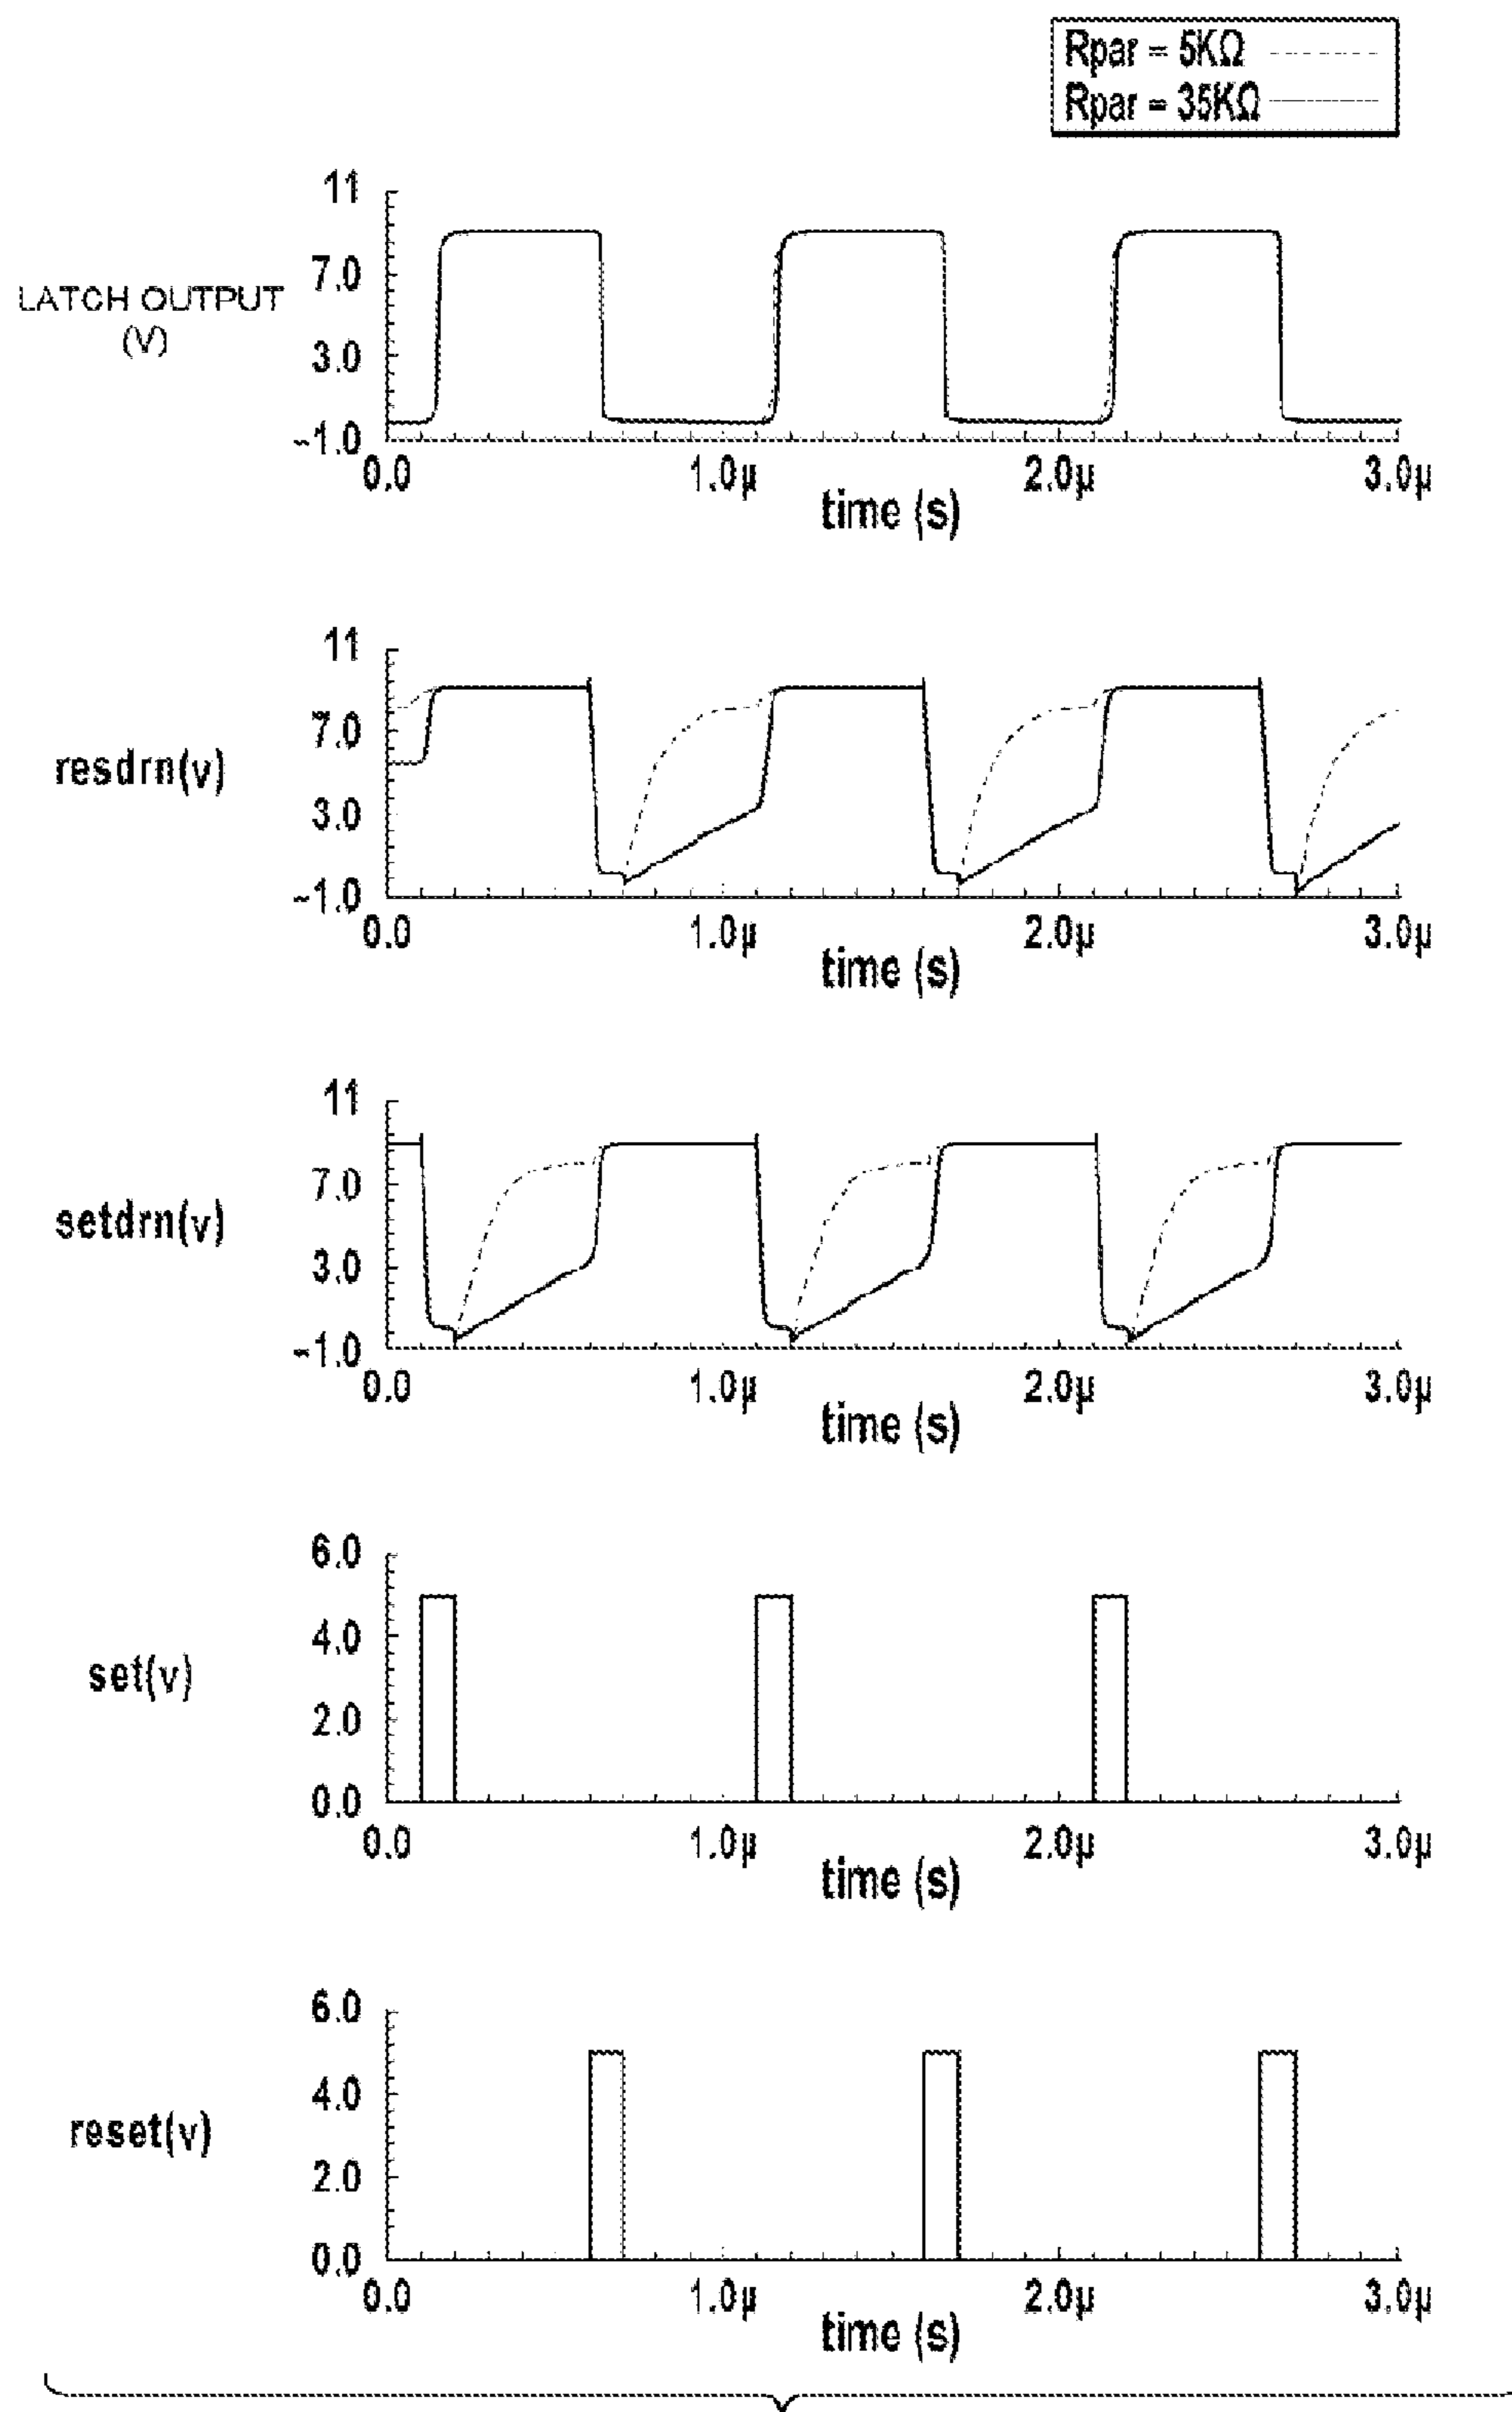 Rpar = 5KΩ
Rpar = 35KΩ
11
7.0
3.0
-1.0
LATCH OUTPUT
(V)
0.0 1.0μ 2.0μ 3.0μ
time (s)
11
7.0
3.0
-1.0
resdrn(v)
0.0 1.0μ 2.0μ 3.0μ
time (s)
11
7.0
3.0
-1.0
setdrn(v)
0.0 1.0μ 2.0μ 3.0μ
time (s)
6.0
4.0
2.0
0.0
set(v)
0.0 1.0μ 2.0μ 3.0μ
time (s)
6.0
4.0
2.0
0.0
reset(v)
0.0 1.0μ 2.0μ 3.0μ
time (s)